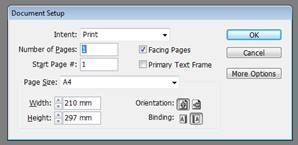 Document Setup
Intent: Print
OK
Number of Pages: 1
Facing Pages
Cancel
Start Page #: 1
Primary Text Frame
More Options
Page Size: A4
Width: 210 mm
Orientation:
Height: 297 mm
Binding: